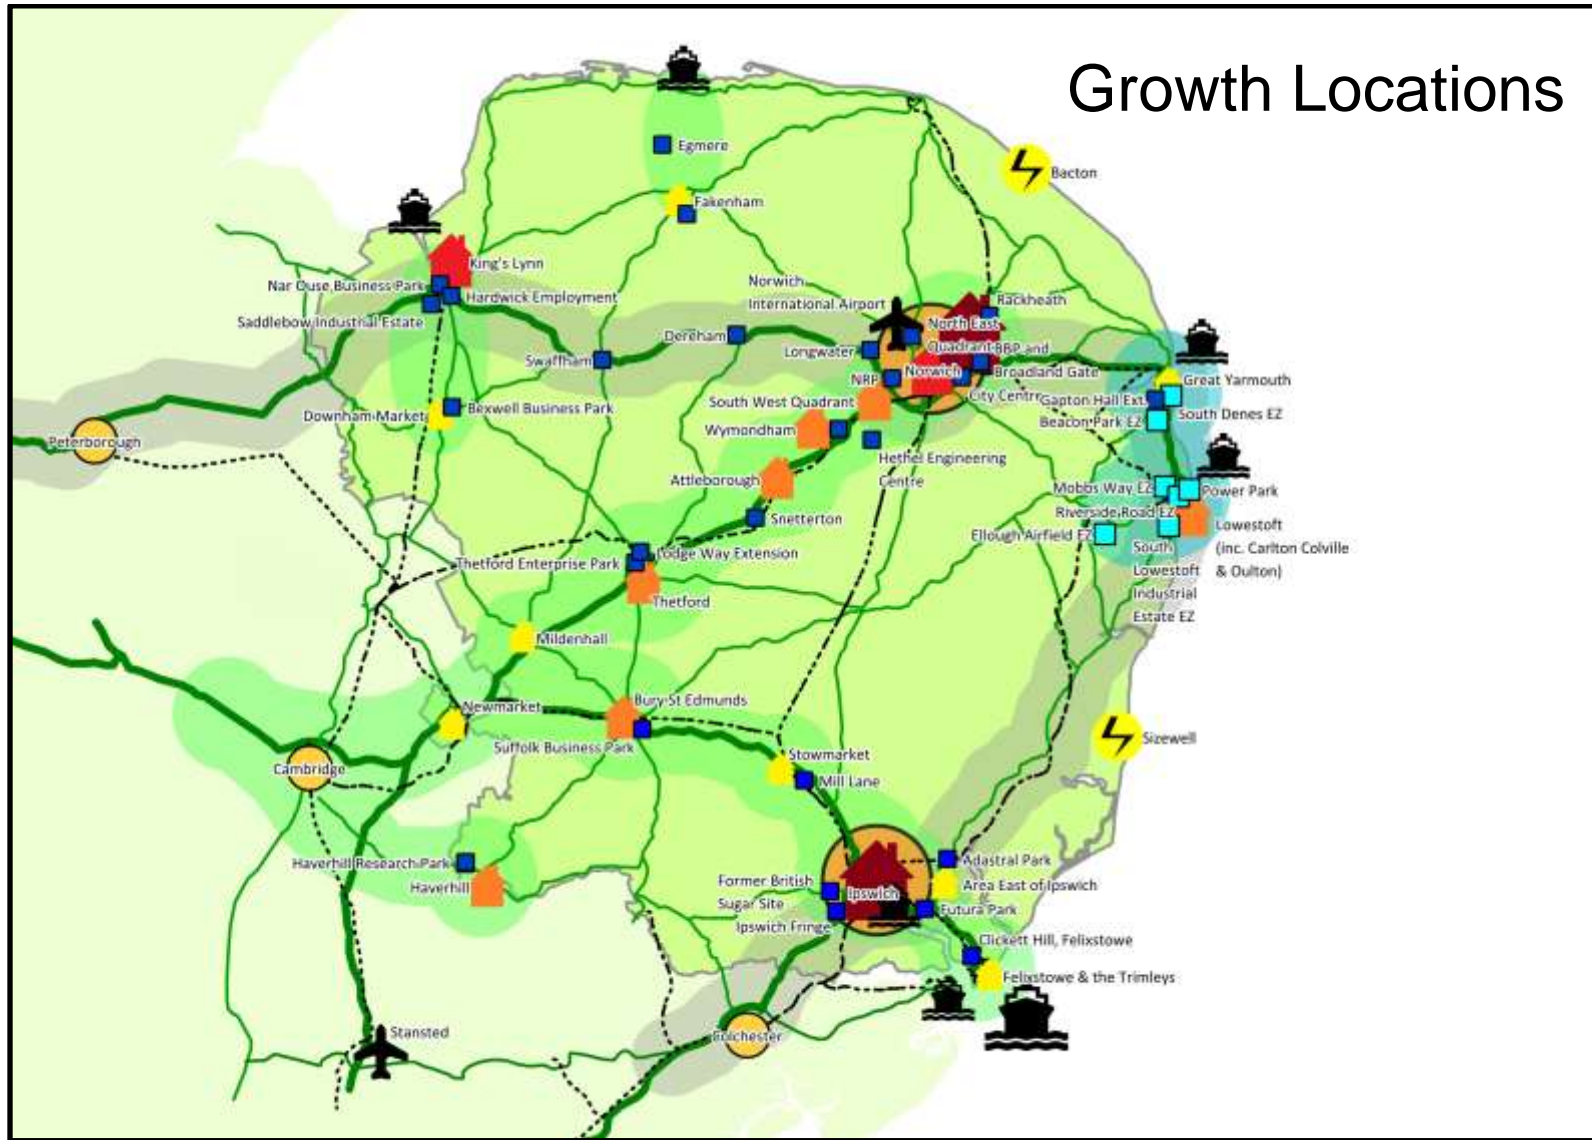 Growth Locations
Egmere
Bacton
Fakenham
King's Lynn
Nar Ouse Business Park
Hardwick Employment
Saddlebow Industrial Estate
Norwich
International Airport
Rackheath
North East
Quadrant
BBP and
Broadland Gate
Dereham
Longwater
Swaffham
NRP
Norwich
City Centre
Great Yarmouth
Gapton Hall Ext.
South Denes EZ
Beacon Park EZ
Downham Market
Bexwell Business Park
South West Quadrant
Wymondham
Peterborough
Hethel Engineering
Centre
Attleborough
Mobbs Way EZ
Power Park
Riverside Road EZ
Snetterton
Ellough Airfield EZ
Lowestoft
(inc. Carlton Colville
& Oulton)
South
Lowestoft
Industrial
Estate EZ
Lodge Way Extension
Thetford Enterprise Park
Thetford
Mildenhall
Newmarket
Bury St Edmunds
Suffolk Business Park
Sizewell
Cambridge
Stowmarket
Mill Lane
Haverhill Research Park
Haverhill
Adastral Park
Former British
Sugar Site
Ipswich
Area East of Ipswich
Ipswich Fringe
Futura Park
Clickett Hill, Felixstowe
Felixstowe & the Trimleys
Stansted
Colchester